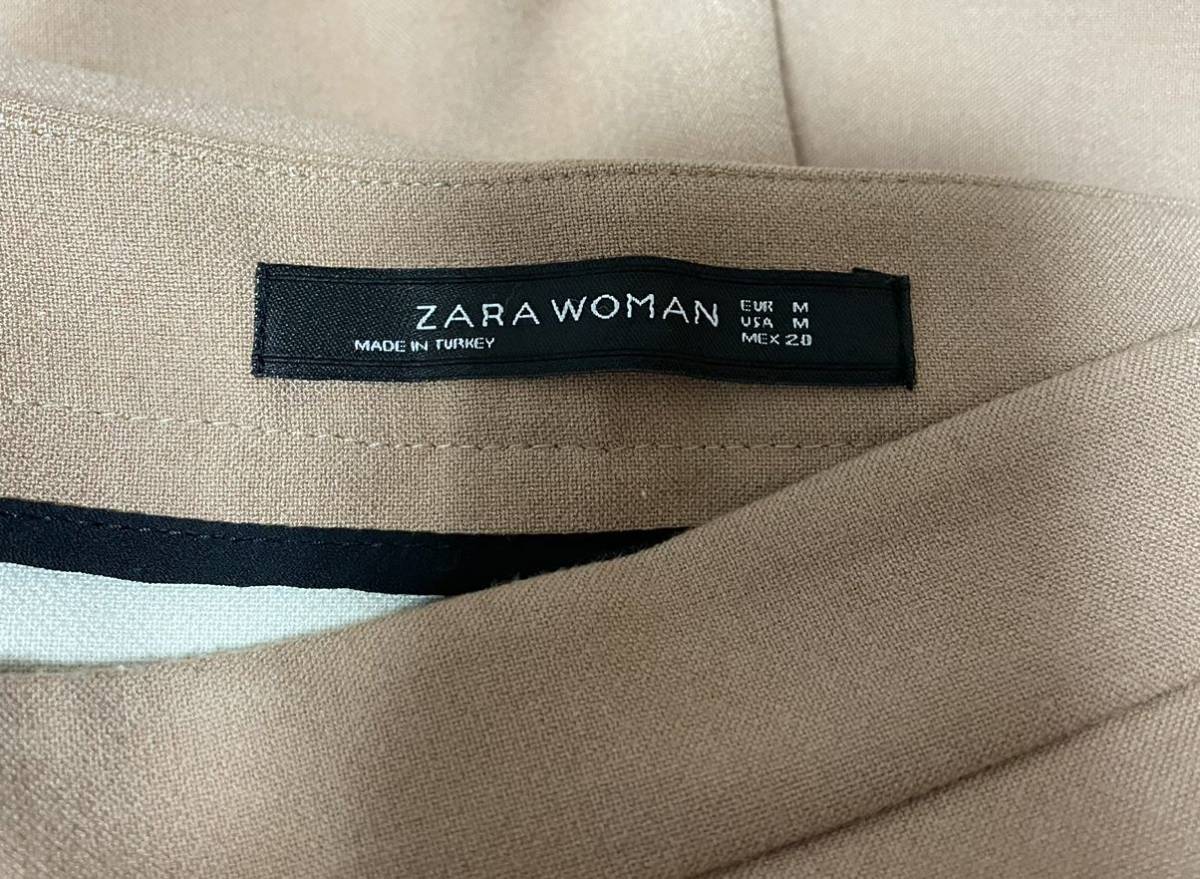 ZARA WOMAN
MADE IN TURKEY
EUR M
USA M
MEX 28